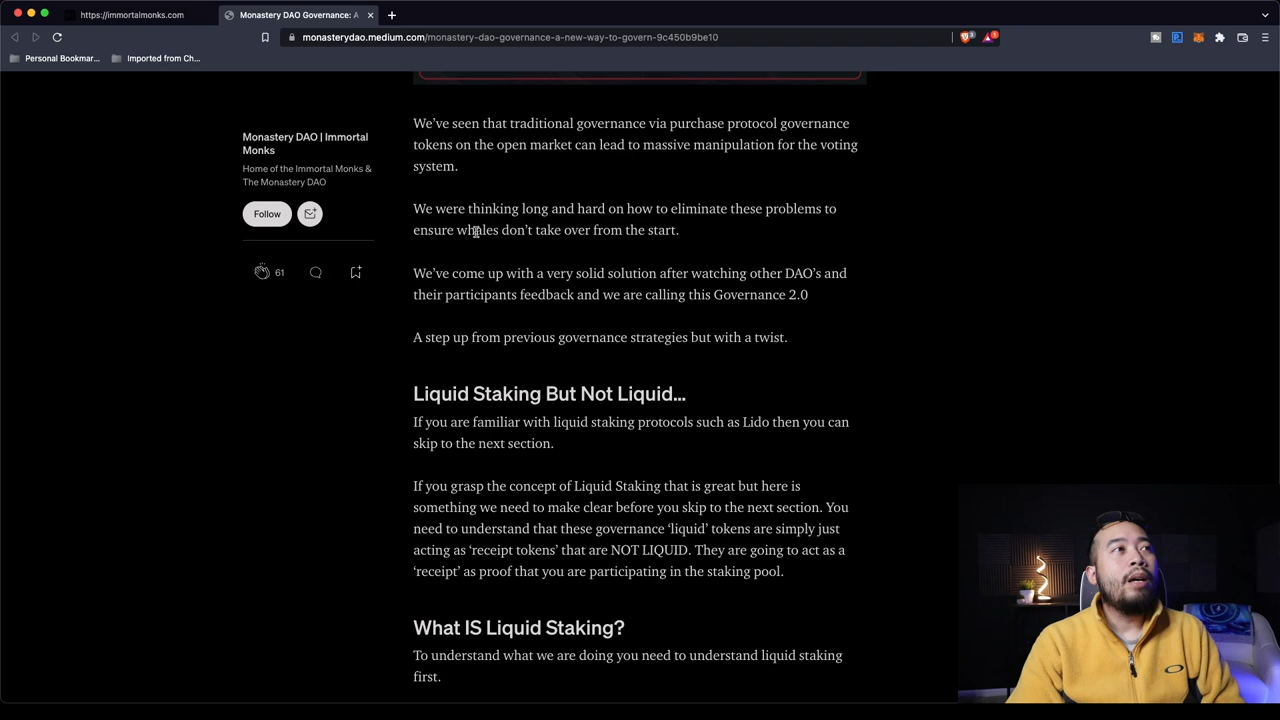 https://immortalmonks.com
Monastery DAO Governance: A
monasterydao.medium.com/monastery-dao-governance-a-new-way-to-govern-9c450b9be10
3
1
Personal Bookmar...
Imported from Ch...
Monastery DAO | Immortal
Monks
Home of the Immortal Monks &
The Monastery DAO
Follow
61
We've seen that traditional governance via purchase protocol governance
tokens on the open market can lead to massive manipulation for the voting
system.
We were thinking long and hard on how to eliminate these problems to
ensure whales don't take over from the start.
We've come up with a very solid solution after watching other DAO's and
their participants feedback and we are calling this Governance 2.0
A step up from previous governance strategies but with a twist.
Liquid Staking But Not Liquid...
If you are familiar with liquid staking protocols such as Lido then you can
skip to the next section.
If you grasp the concept of Liquid Staking that is great but here is
something we need to make clear before you skip to the next section. You
need to understand that these governance 'liquid' tokens are simply just
acting as 'receipt tokens' that are NOT LIQUID. They are going to act as a
'receipt' as proof that you are participating in the staking pool.
What IS Liquid Staking?
To understand what we are doing you need to understand liquid staking
first.